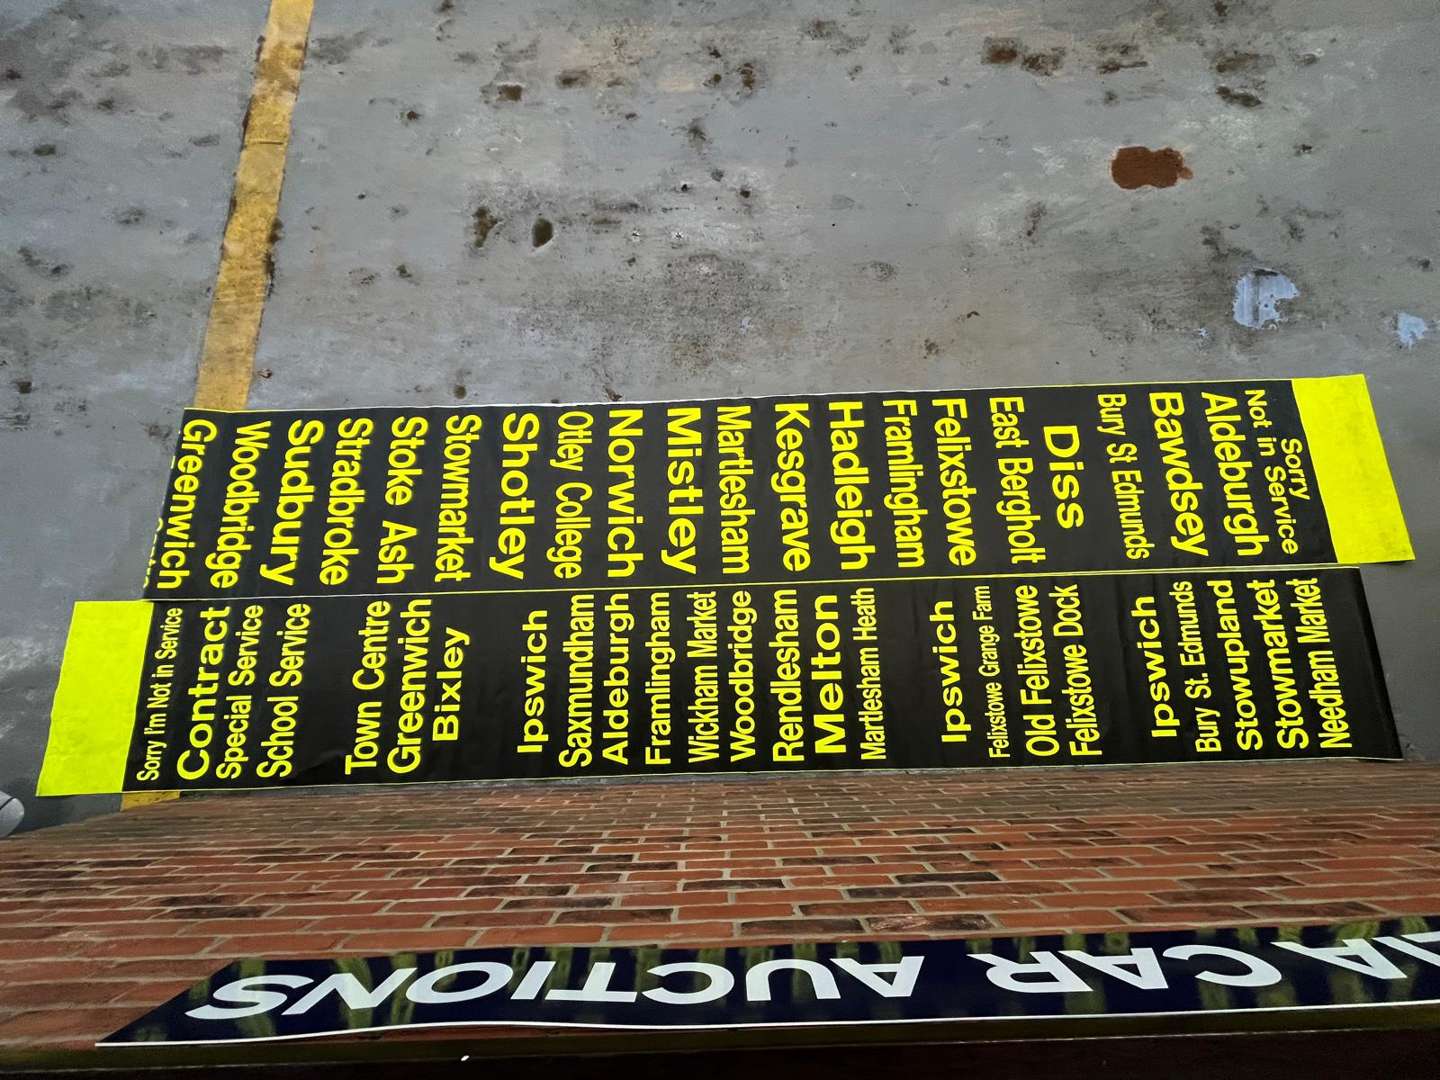 Sorry
Not in Service
Aldeburgh
Bawdsey
Bury St Edmunds
Diss
East Bergholt
Felixstowe
Framlingham
Hadleigh
Kesgrave
Martlesham
Mistley
Norwich
Otley College
Shotley
Stowmarket
Stoke Ash
Stradbroke
Sudbury
Woodbridge
Greenwich
Sorry I'm Not in Service
Contract
Special Service
School Service
Town Centre
Greenwich
Bixley
Ipswich
Saxmundham
Aldeburgh
Framlingham
Wickham Market
Woodbridge
Rendlesham
Melton
Martlesham Heath
Ipswich
Felixstowe Grange Farm
Old Felixstowe
Felixstowe Dock
Ipswich
Bury St. Edmunds
Stowupland
Stowmarket
Needham Market
CAR AUCTIONS